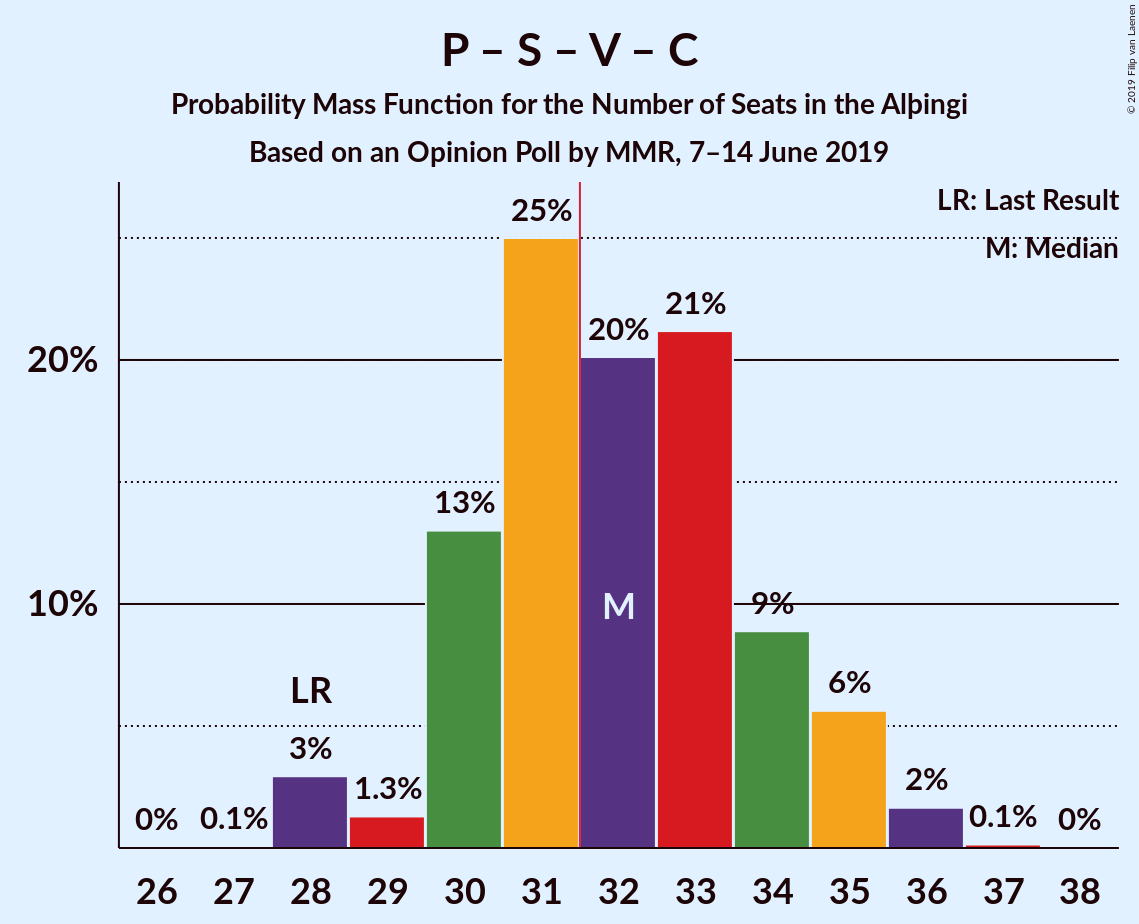 P – S – V – C
Probability Mass Function for the Number of Seats in the Alþingi
Based on an Opinion Poll by MMR, 7–14 June 2019
© 2019 Filip van Laenen
LR: Last Result
M: Median
20%
10%
0%
0.1%
LR
3%
1.3%
13%
25%
20%
M
21%
9%
6%
2%
0.1%
0%
26 27 28 29 30 31 32 33 34 35 36 37 38